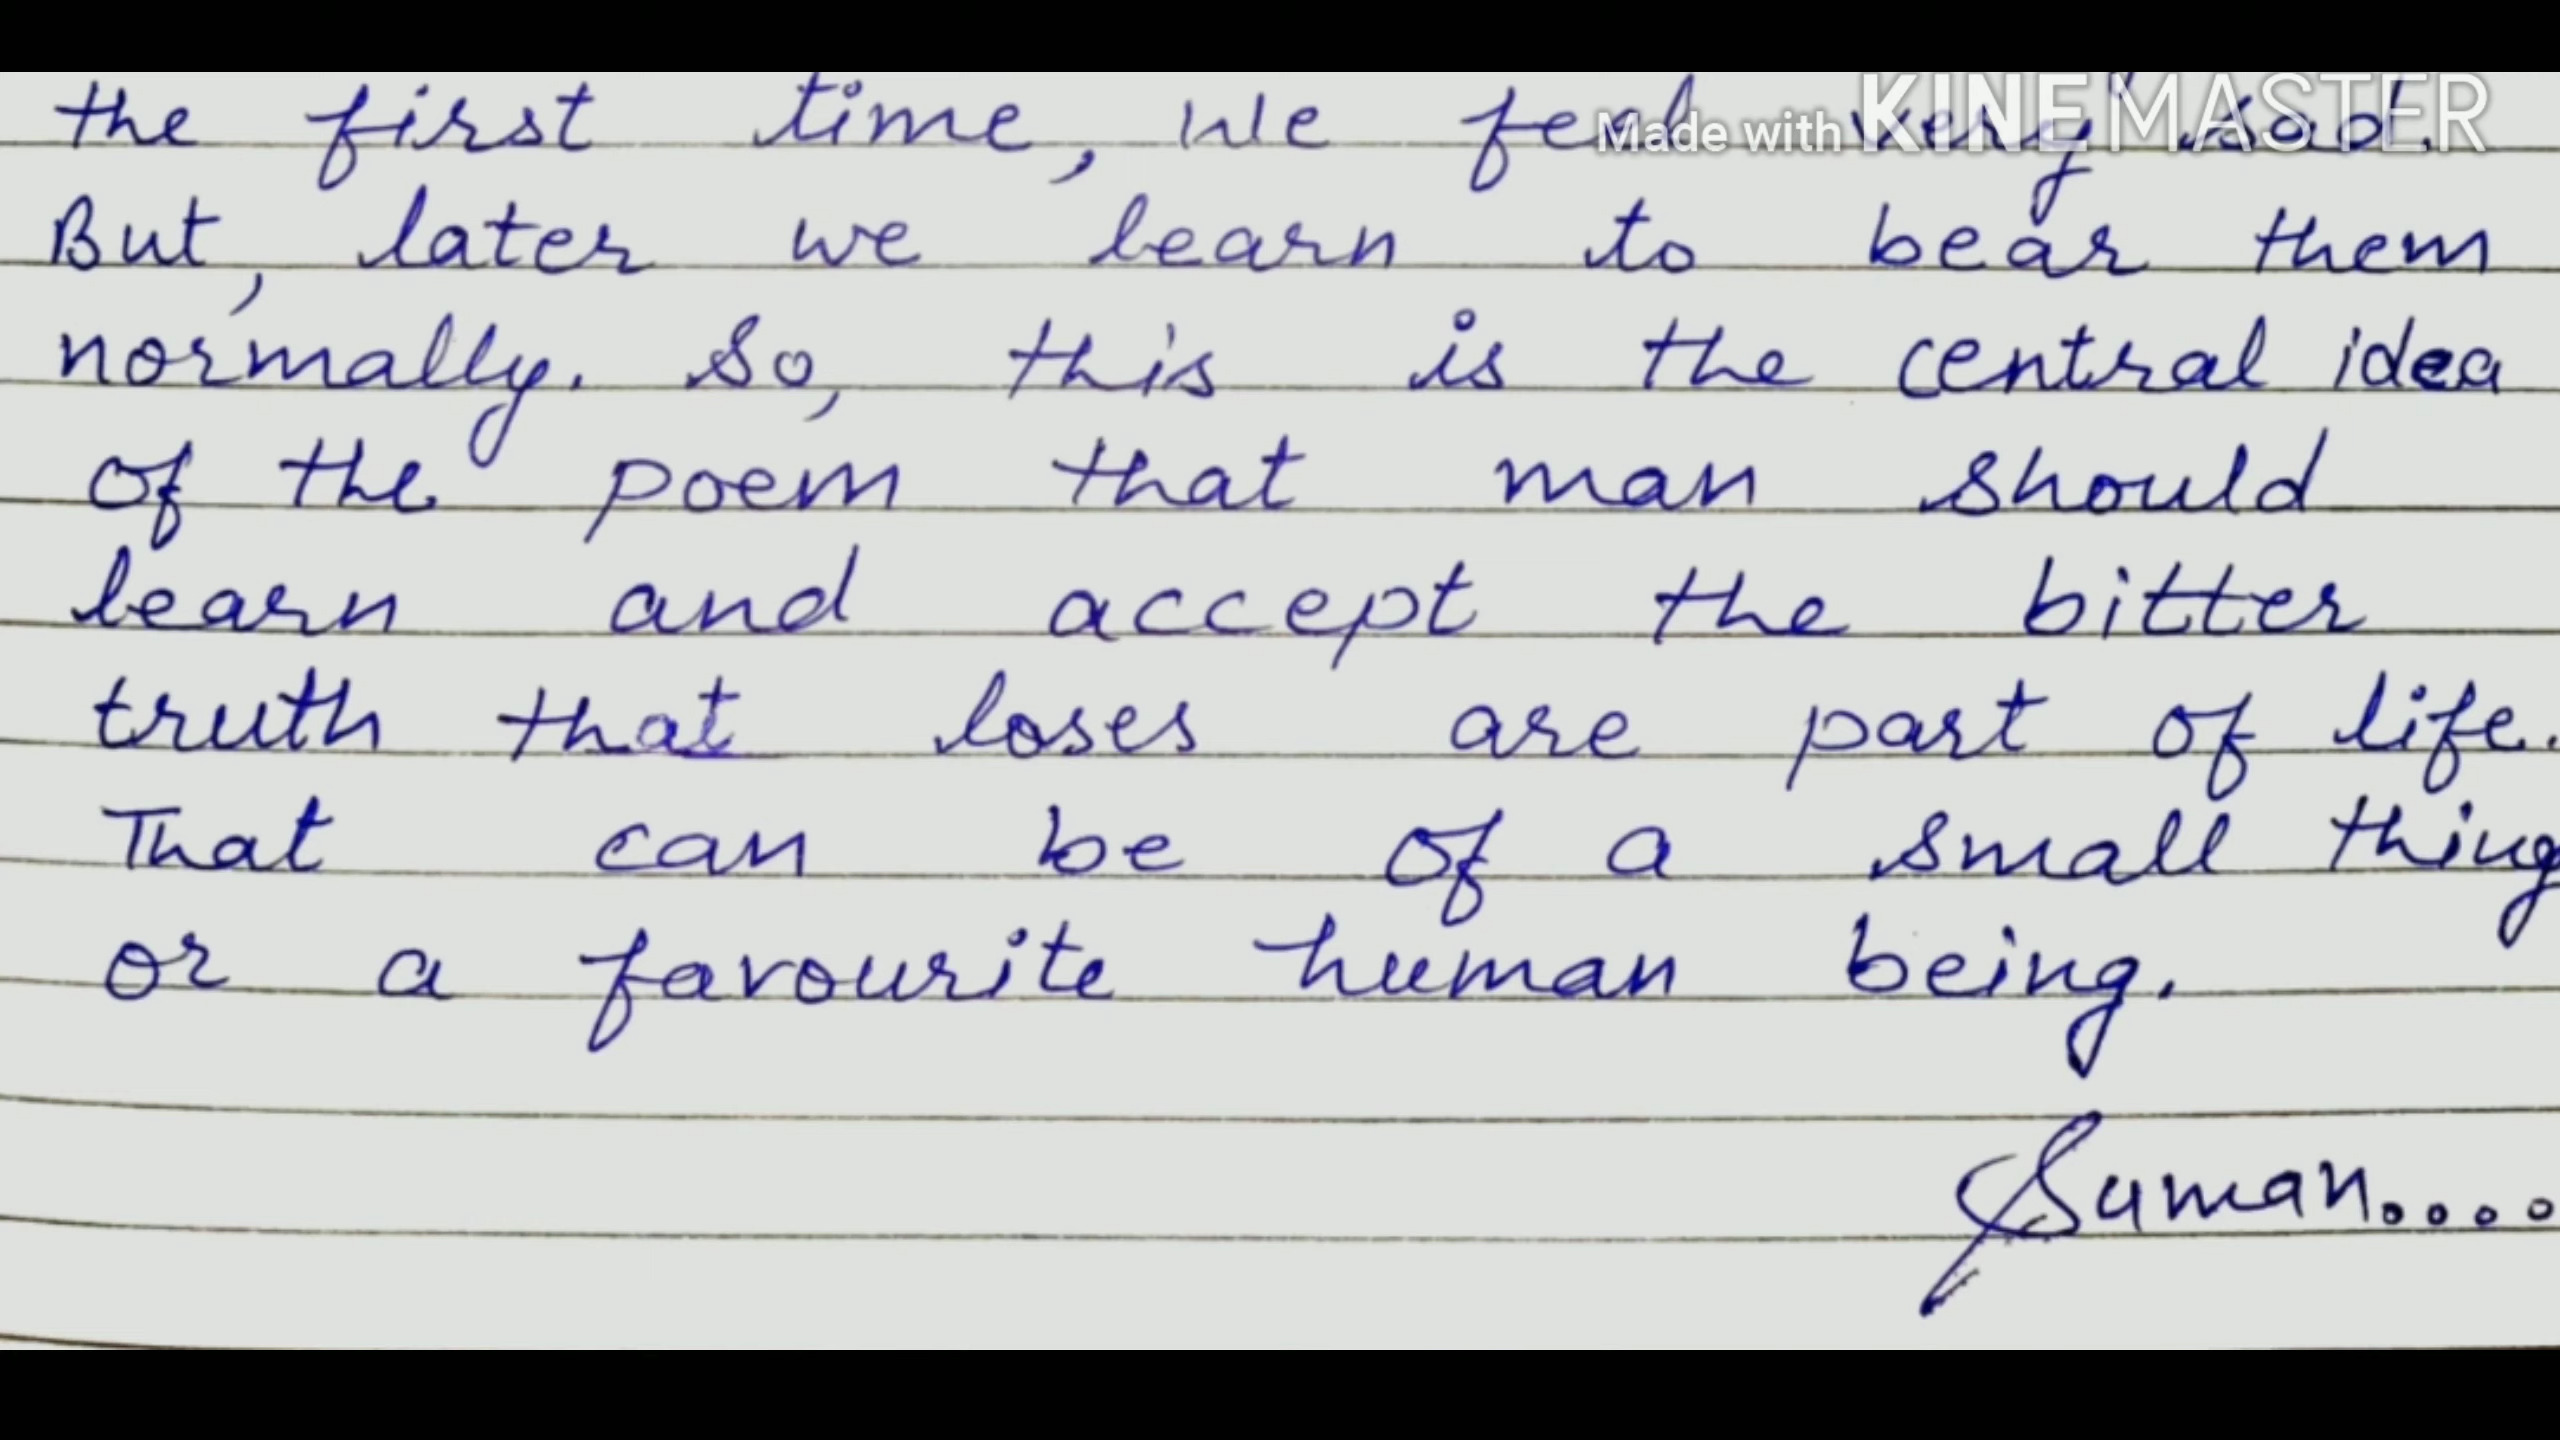 the first time, We feel very sad.
Made with KINEMASTER
But, later we learn to bear them
normally. So, this is the central idea
of the poem that man should
learn and accept the bitter
truth that loses are part of life.
That can be of a small thing
or a favourite human being.
Suman....